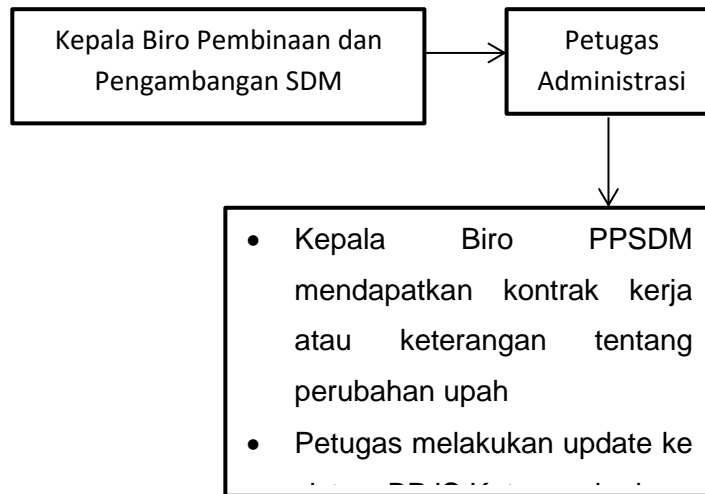 Kepala Biro Pembinaan dan
Pengambangan SDM
Petugas
Administrasi
• Kepala Biro PPSDM
mendapatkan kontrak kerja
atau keterangan tentang
perubahan upah
• Petugas melakukan update ke